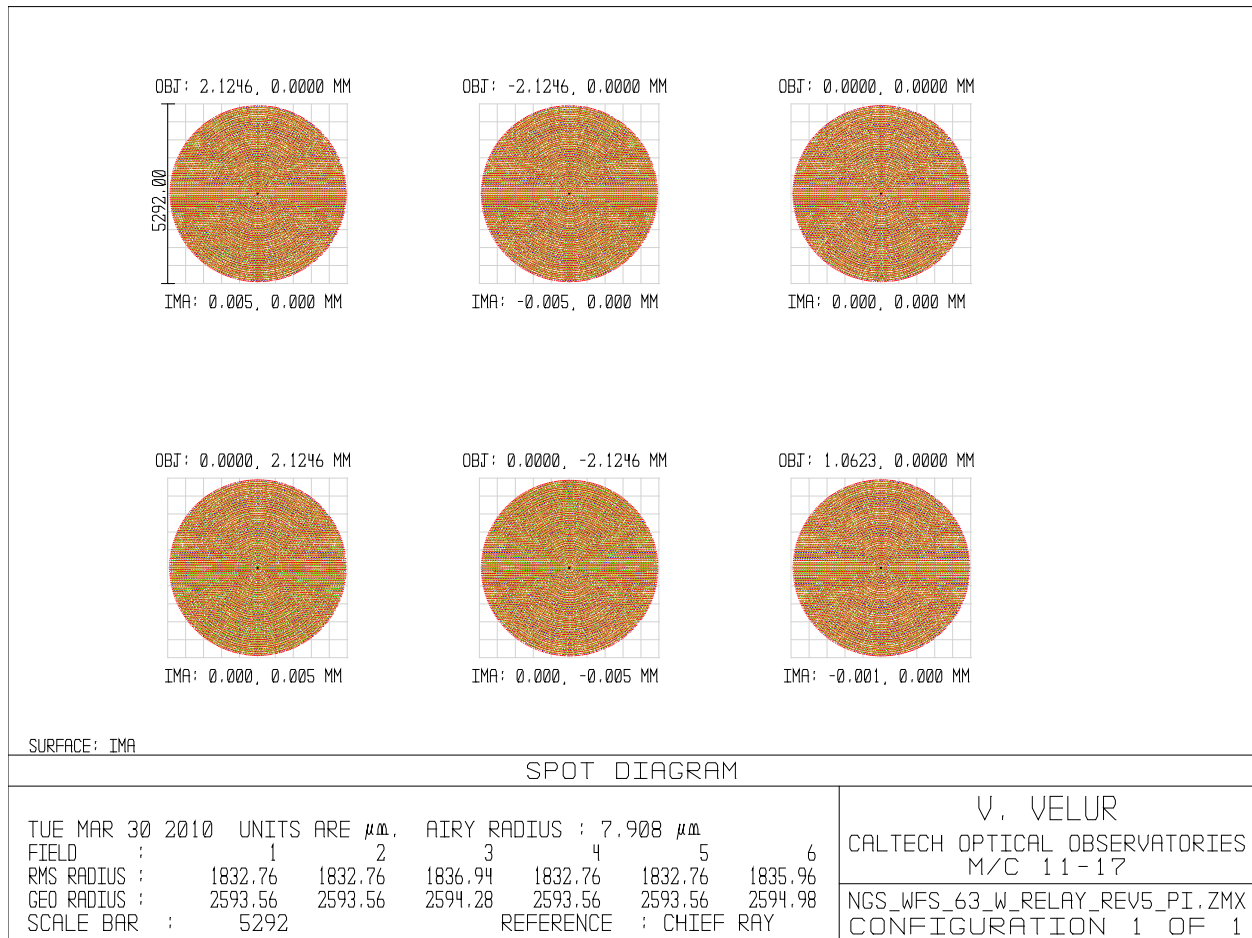 OBJ: 2.1246, 0.0000 MM
OBJ: -2.1246, 0.0000 MM
OBJ: 0.0000, 0.0000 MM
5292.00
IMA: 0.005, 0.000 MM
IMA: -0.005, 0.000 MM
IMA: 0.000, 0.000 MM
OBJ: 0.0000, 2.1246 MM
OBJ: 0.0000, -2.1246 MM
OBJ: 1.0623, 0.0000 MM
IMA: 0.000, 0.005 MM
IMA: 0.000, -0.005 MM
IMA: -0.001, 0.000 MM
SURFACE: IMA
SPOT DIAGRAM
TUE MAR 30 2010 UNITS ARE µm. AIRY RADIUS : 7.908 µm
FIELD : 1 2 3 4 5 6
RMS RADIUS : 1832.76 1832.76 1836.94 1832.76 1832.76 1835.96
GEO RADIUS : 2593.56 2593.56 2594.28 2593.56 2593.56 2594.98
SCALE BAR : 5292 REFERENCE : CHIEF RAY
V. VELUR
CALTECH OPTICAL OBSERVATORIES
M/C 11-17
NGS_WFS_63_W_RELAY_REV5_PI.ZMX
CONFIGURATION 1 OF 1